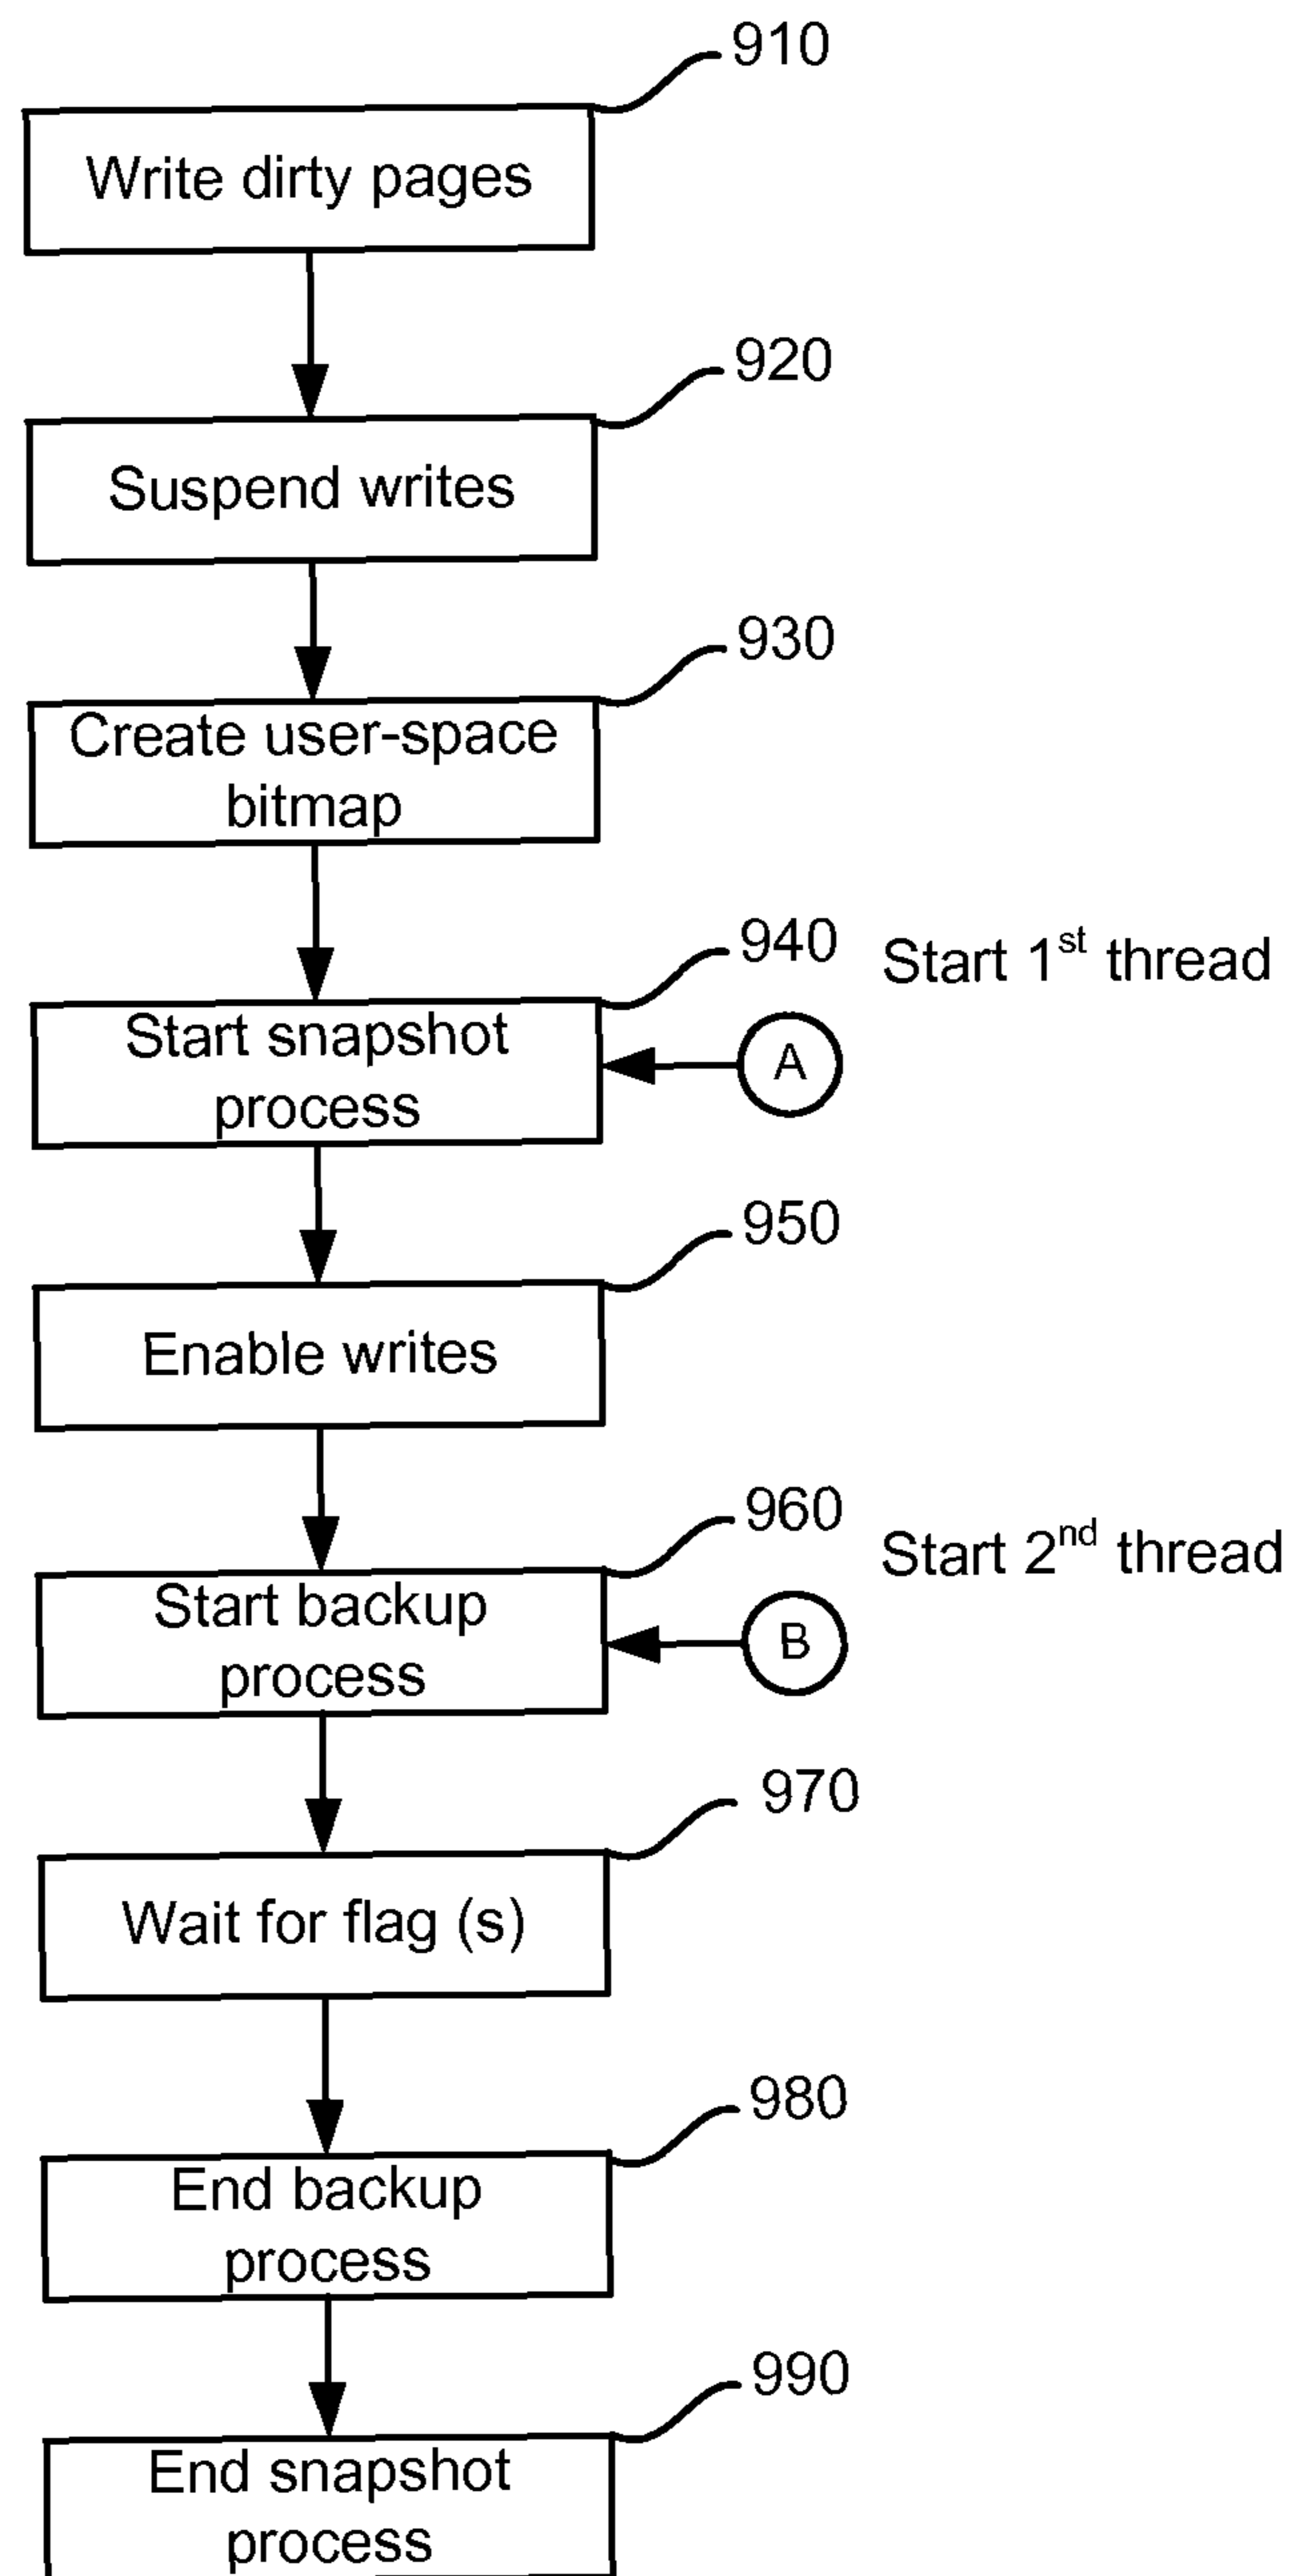 910
Write dirty pages
920
Suspend writes
930
Create user-space
bitmap
940
Start 1st thread
Start snapshot
process
A
950
Enable writes
960
Start 2nd thread
Start backup
process
B
970
Wait for flag (s)
980
End backup
process
990
End snapshot
process